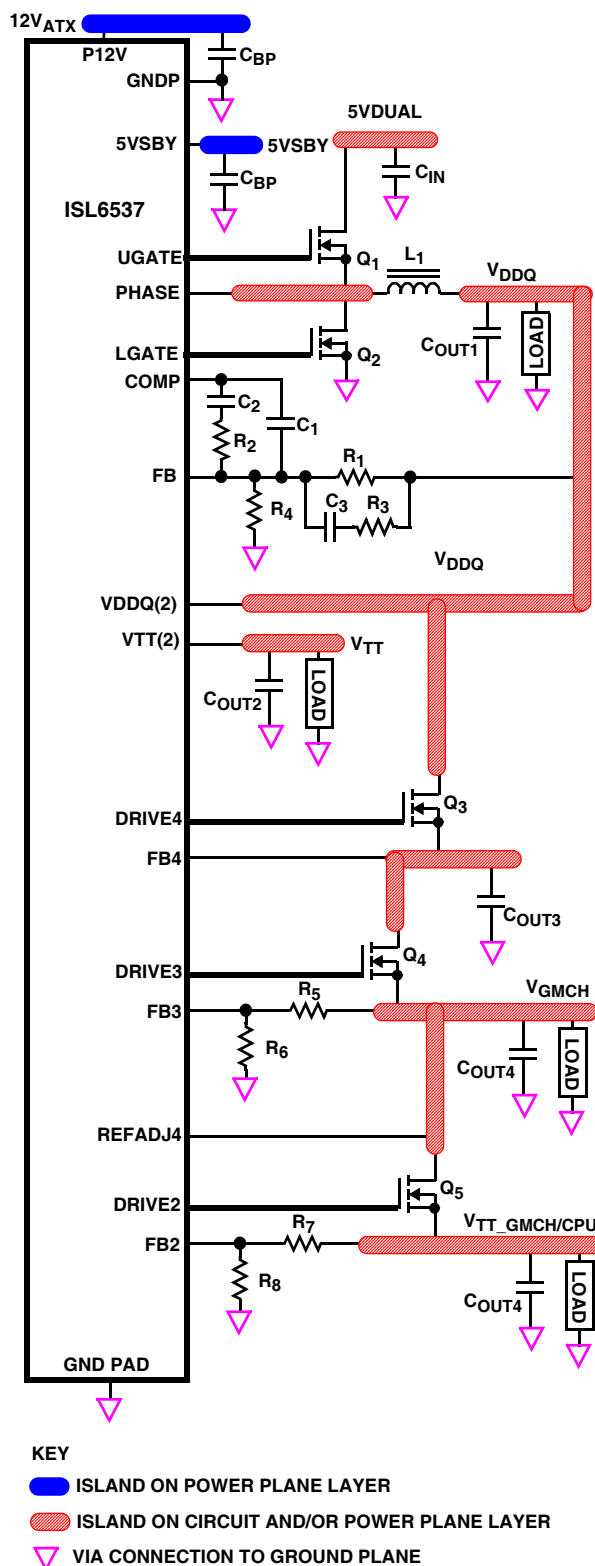 12VATX
P12V
CBP
GNDP
5VDUAL
5VSBY
5VSBY
CBP
CIN
ISL6537
UGATE
Q1
L1
VDDQ
PHASE
LGATE
Q2
COUT1
LOAD
COMP
C2
C1
R2
FB
R1
R4
C3
R3
VDDQ
VDDQ(2)
VTT(2)
VTT
COUT2
LOAD
DRIVE4
Q3
FB4
COUT3
Q4
DRIVE3
R5
VGMCH
FB3
R6
COUT4
LOAD
REFADJ4
Q5
DRIVE2
R7
VTT_GMCH/CPU
FB2
R8
COUT4
LOAD
GND PAD
KEY
ISLAND ON POWER PLANE LAYER
ISLAND ON CIRCUIT AND/OR POWER PLANE LAYER
VIA CONNECTION TO GROUND PLANE